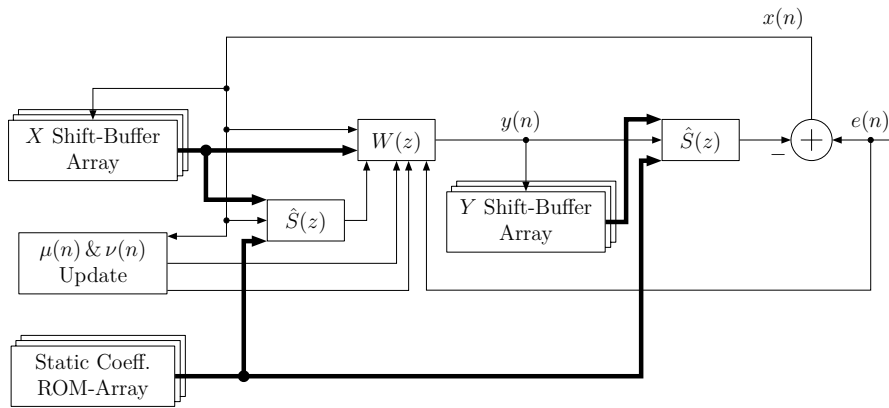 x(n)
X Shift-Buffer
Array
W(z)
y(n)
Ŝ(z)
e(n)
+
−
Ŝ(z)
Y Shift-Buffer
Array
μ(n) & ν(n)
Update
Static Coeff.
ROM-Array